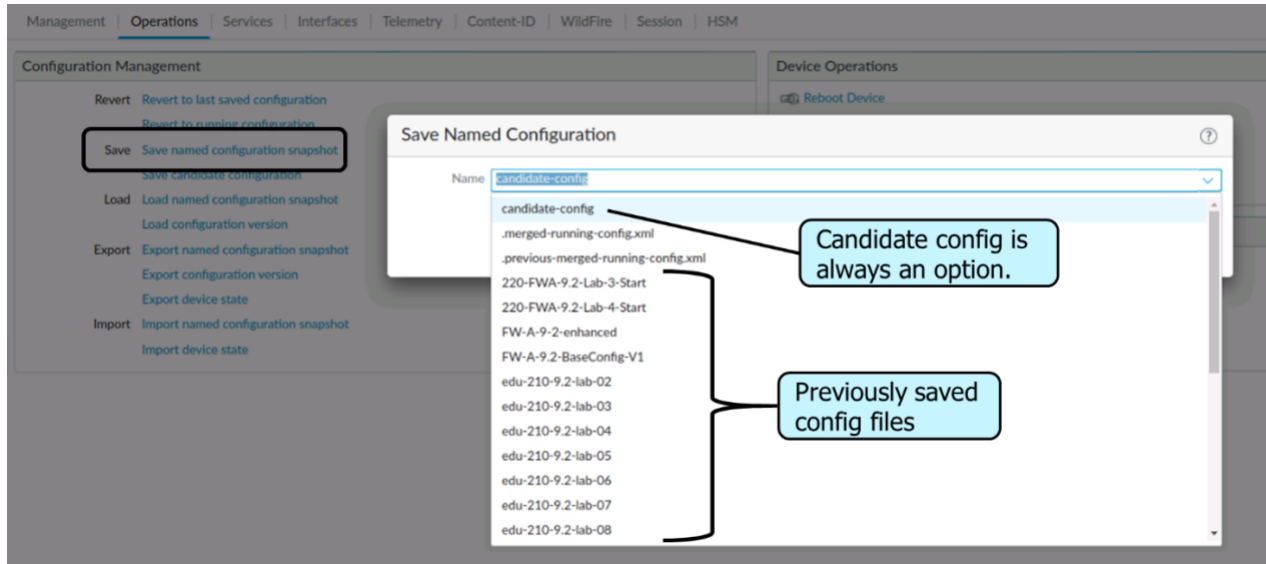 Management | Operations | Services | Interfaces | Telemetry | Content-ID | WildFire | Session | HSM
Configuration Management
Revert Revert to last saved configuration
Revert to running configuration
Save Save named configuration snapshot
Save candidate configuration
Load Load named configuration snapshot
Load configuration version
Export Export named configuration snapshot
Export configuration version
Export device state
Import Import named configuration snapshot
Import device state
Device Operations
Reboot Device
Save Named Configuration
Name candidate-config
candidate-config
.merged-running-config.xml
.previous-merged-running-config.xml
220-FWA-9.2-Lab-3-Start
220-FWA-9.2-Lab-4-Start
FW-A-9-2-enhanced
FW-A-9.2-BaseConfig-V1
edu-210-9.2-lab-02
edu-210-9.2-lab-03
edu-210-9.2-lab-04
edu-210-9.2-lab-05
edu-210-9.2-lab-06
edu-210-9.2-lab-07
edu-210-9.2-lab-08
Candidate config is
always an option.
Previously saved
config files